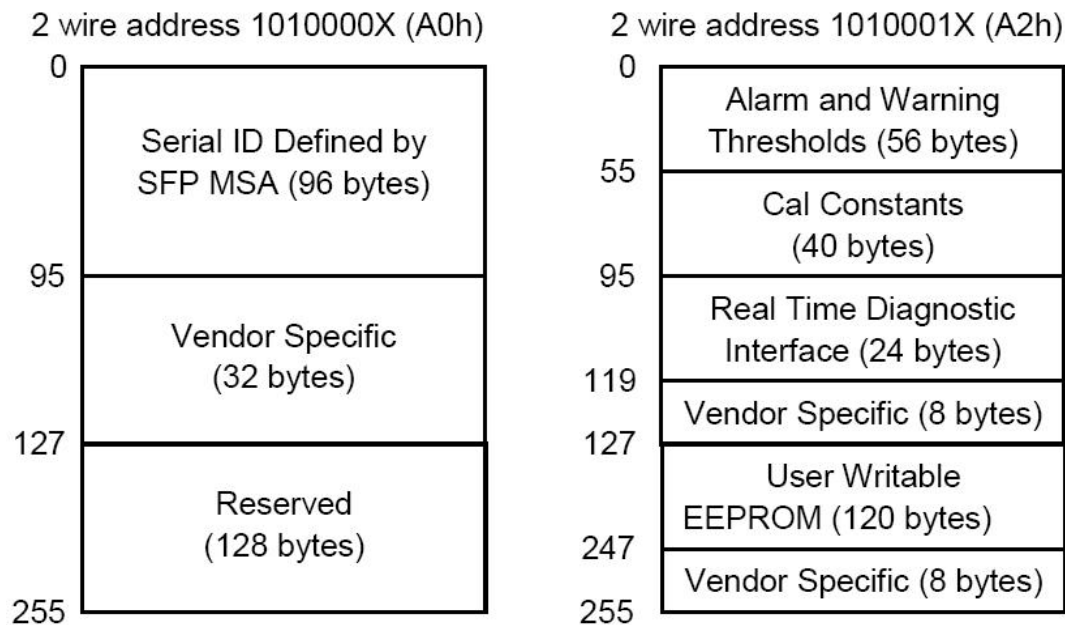 2 wire address 1010000X (A0h)
0
Serial ID Defined by
SFP MSA (96 bytes)
95
Vendor Specific
(32 bytes)
127
Reserved
(128 bytes)
255
2 wire address 1010001X (A2h)
0
Alarm and Warning
Thresholds (56 bytes)
55
Cal Constants
(40 bytes)
95
Real Time Diagnostic
Interface (24 bytes)
119
Vendor Specific (8 bytes)
127
User Writable
EEPROM (120 bytes)
247
Vendor Specific (8 bytes)
255